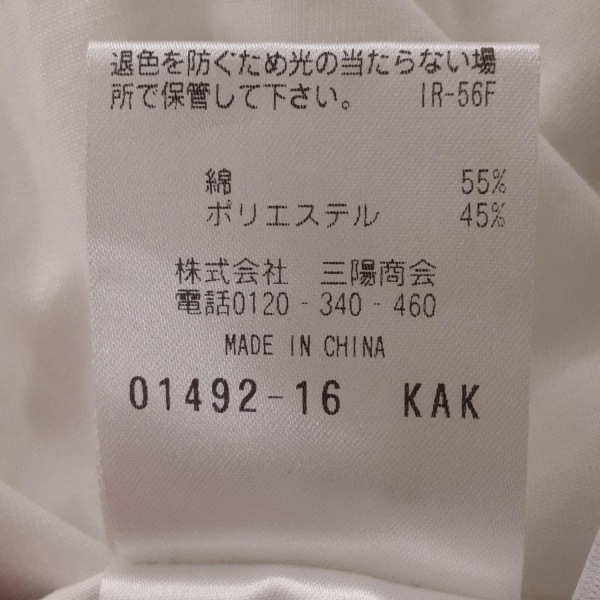 退色を防ぐため光の当たらない場
所で保管して下さい。 IR-56F
綿 55%
ポリエステル 45%
株式会社 三陽商会
電話0120-340-460
MADE IN CHINA
01492-16 KAK